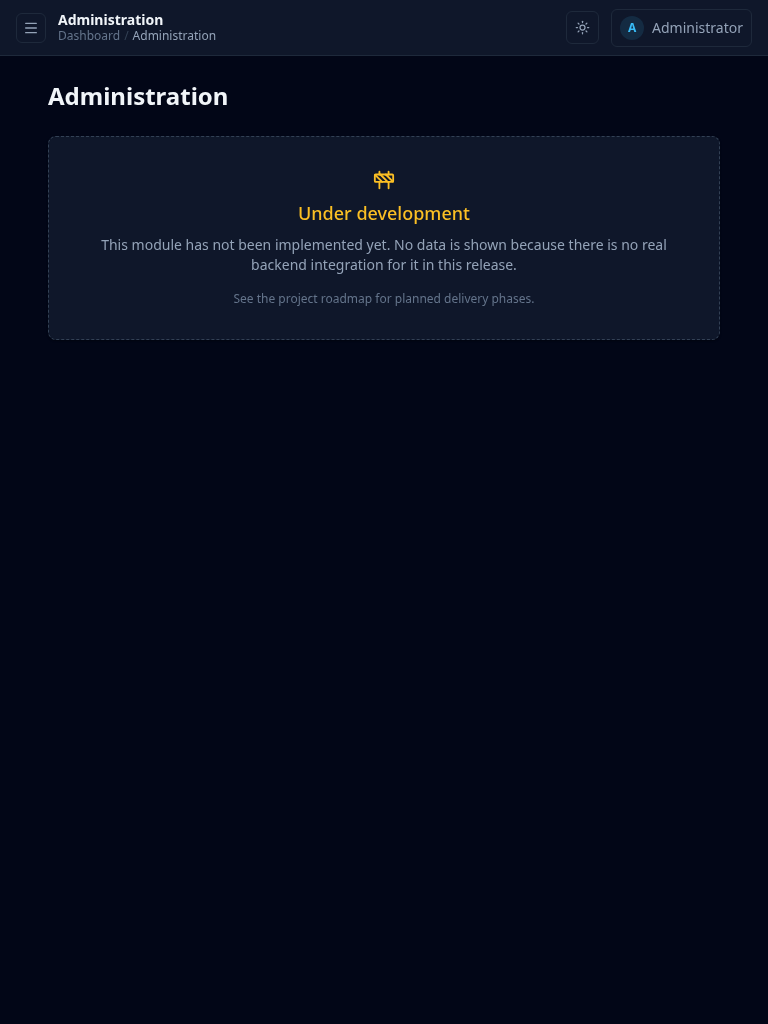 Administration
Dashboard / Administration
A Administrator
Administration
Under development
This module has not been implemented yet. No data is shown because there is no real
backend integration for it in this release.
See the project roadmap for planned delivery phases.